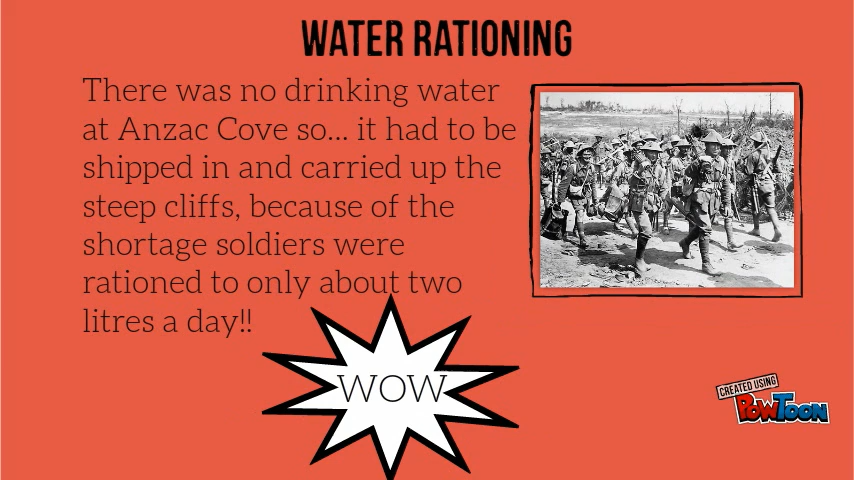 WATER RATIONING
There was no drinking water
at Anzac Cove so... it had to be
shipped in and carried up the
steep cliffs, because of the
shortage soldiers were
rationed to only about two
litres a day!!
WOW
CREATED USING
POWTOON